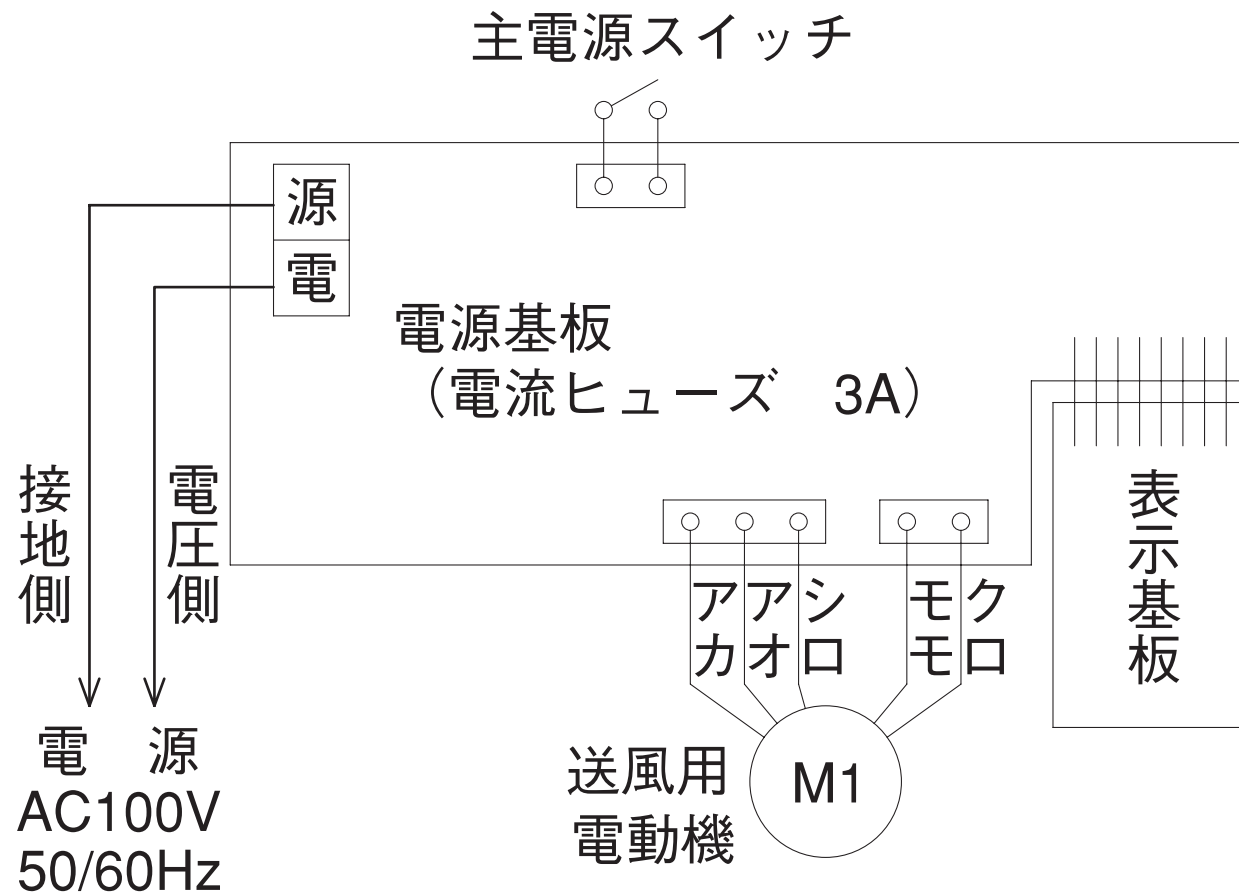 主電源スイッチ
源
電
電源基板
（電流ヒューズ　3A）
接地側
電圧側
アカ
アオ
シロ
モモ
クロ
表示基板
送風用
電動機
M1
電　源
AC100V
50/60Hz